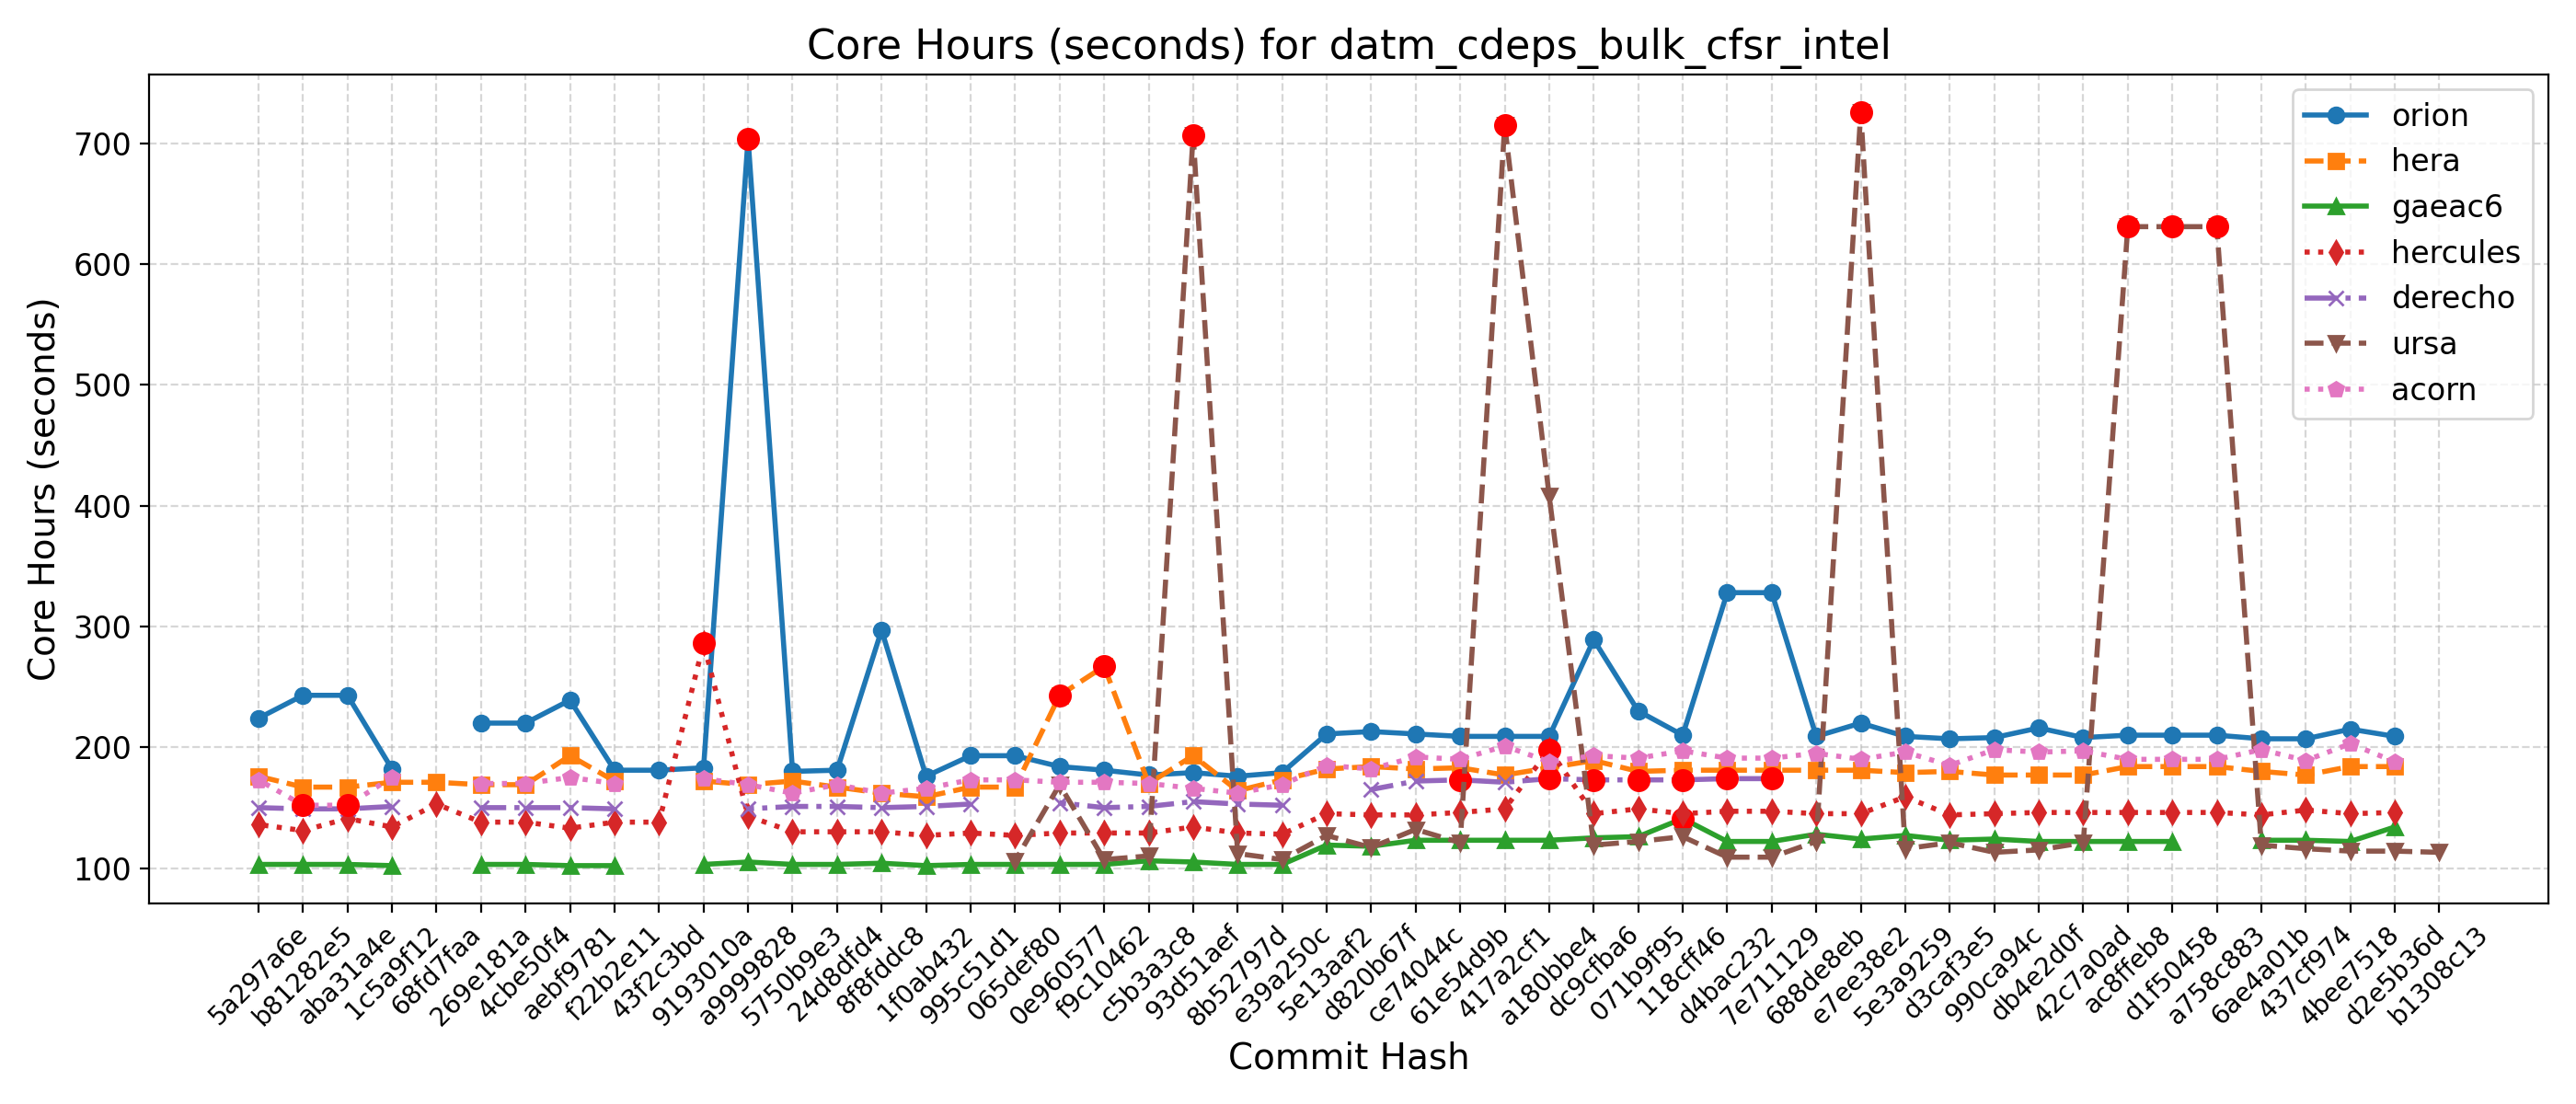 Core Hours (seconds) for datm_cdeps_bulk_cfsr_intel
Core Hours (seconds)
700
600
500
400
300
200
100
orion
hera
gaeac6
hercules
derecho
ursa
acorn
5a297a6e
b81282e5
aba31a4e
1c5a9f12
68fd7faa
269e181a
4cbe50f4
aebf9781
f22b2e11
43f2c3bd
9193010a
a9999828
5750b9e3
24d8dfd4
8f8fddc8
1f0ab432
995c51d1
065def80
0e960577
f9c10462
c5b3a3c8
93d51aef
8b52797d
e39a250c
5e13aaf2
d820b67f
ce74044c
61e54d9b
417a2cf1
a180bbe4
dc9cfba6
071b9f95
118cff46
d4bac232
7e711129
688de8eb
e7ee38e2
5e3a9259
d3caf3e5
990ca94c
db4e2d0f
42c7a0ad
ac8ffeb8
d1f50458
a758c883
6ae4a01b
437cf974
4bee7518
d2e5b36d
b1308c13
Commit Hash